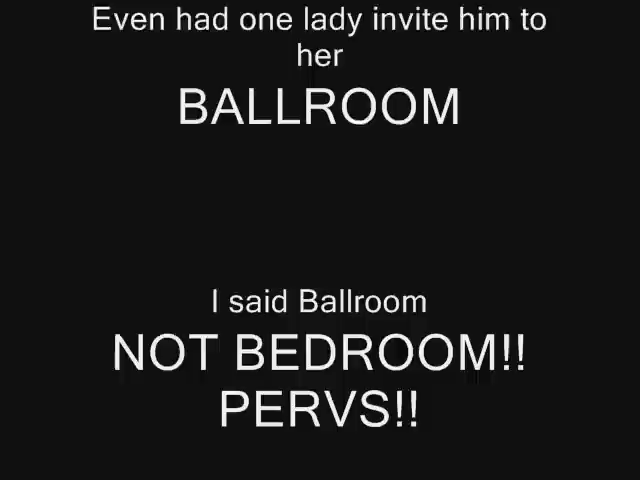 Even had one lady invite him to
her
BALLROOM
I said Ballroom
NOT BEDROOM!!
PERVS!!